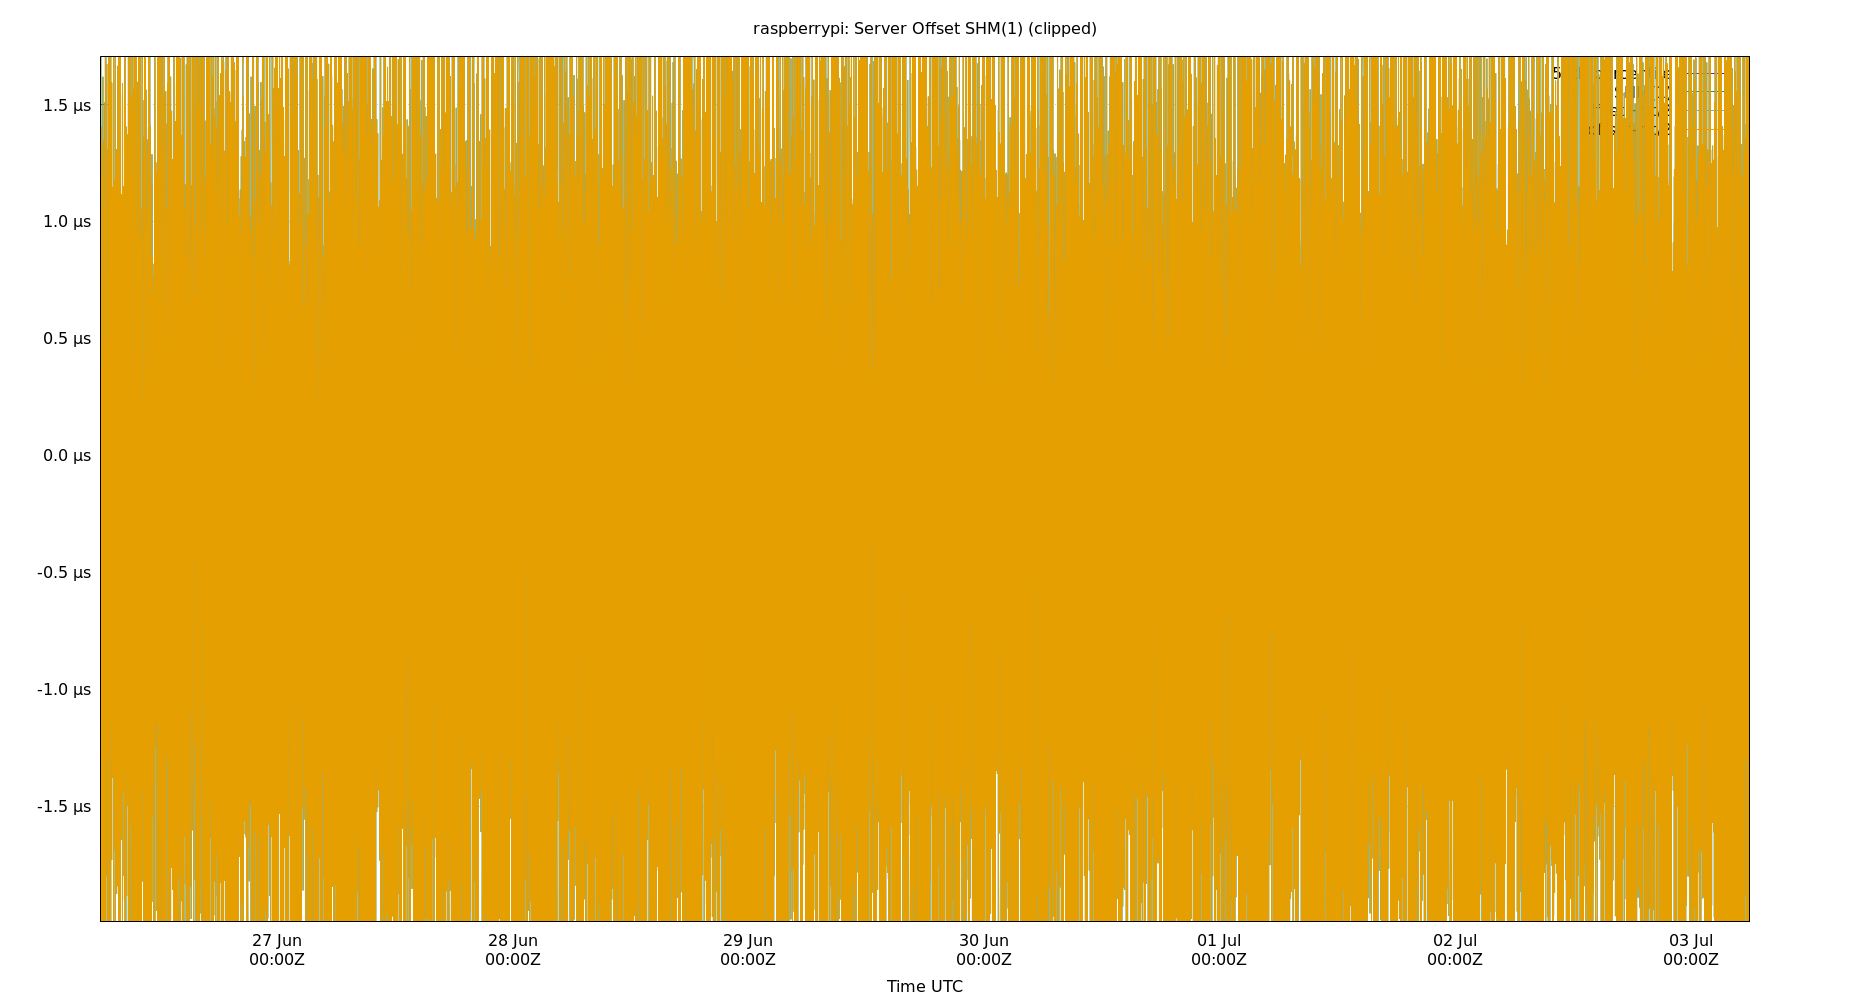 raspberrypi: Server Offset SHM(1) (clipped)
1.5 µs
1.0 µs
0.5 µs
0.0 µs
-0.5 µs
-1.0 µs
-1.5 µs
27 Jun
00:00Z
28 Jun
00:00Z
29 Jun
00:00Z
30 Jun
00:00Z
01 Jul
00:00Z
02 Jul
00:00Z
03 Jul
00:00Z
Time UTC